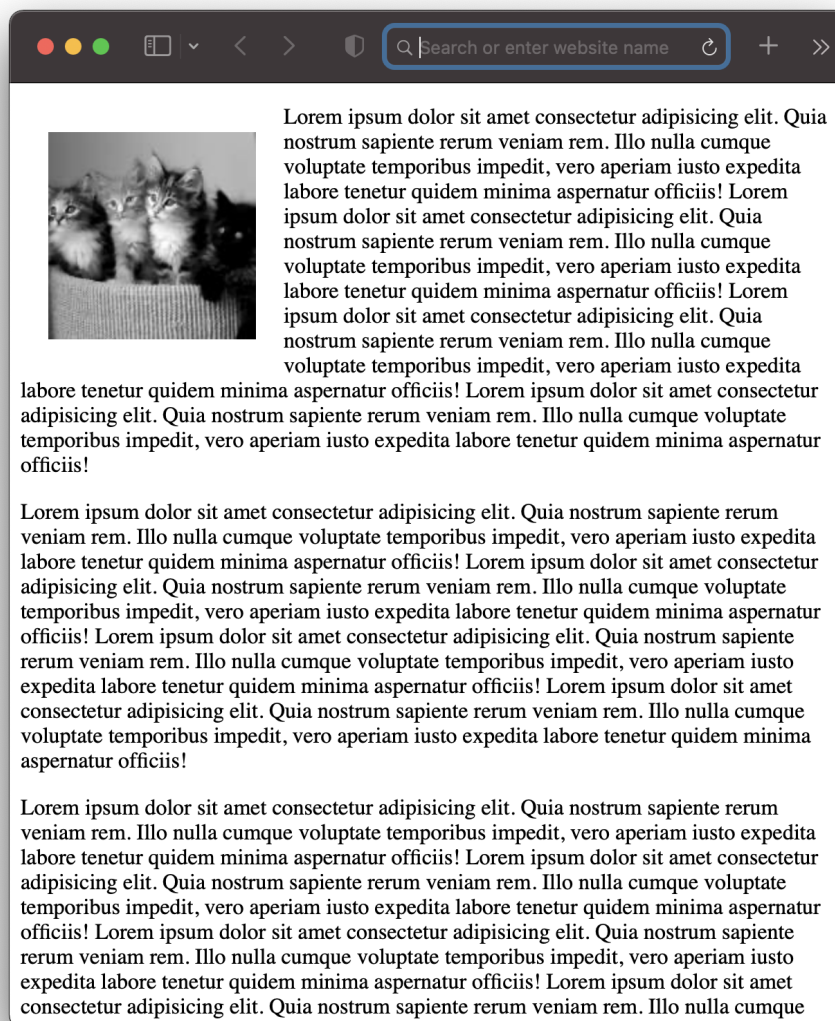 Search or enter website name
Lorem ipsum dolor sit amet consectetur adipisicing elit. Quia
nostrum sapiente rerum veniam rem. Illo nulla cumque
voluptate temporibus impedit, vero aperiam iusto expedita
labore tenetur quidem minima aspernatur officiis! Lorem
ipsum dolor sit amet consectetur adipisicing elit. Quia
nostrum sapiente rerum veniam rem. Illo nulla cumque
voluptate temporibus impedit, vero aperiam iusto expedita
labore tenetur quidem minima aspernatur officiis! Lorem
ipsum dolor sit amet consectetur adipisicing elit. Quia
nostrum sapiente rerum veniam rem. Illo nulla cumque
voluptate temporibus impedit, vero aperiam iusto expedita
labore tenetur quidem minima aspernatur officiis! Lorem ipsum dolor sit amet consectetur
adipisicing elit. Quia nostrum sapiente rerum veniam rem. Illo nulla cumque voluptate
temporibus impedit, vero aperiam iusto expedita labore tenetur quidem minima aspernatur
officiis!
Lorem ipsum dolor sit amet consectetur adipisicing elit. Quia nostrum sapiente rerum
veniam rem. Illo nulla cumque voluptate temporibus impedit, vero aperiam iusto expedita
labore tenetur quidem minima aspernatur officiis! Lorem ipsum dolor sit amet consectetur
adipisicing elit. Quia nostrum sapiente rerum veniam rem. Illo nulla cumque voluptate
temporibus impedit, vero aperiam iusto expedita labore tenetur quidem minima aspernatur
officiis! Lorem ipsum dolor sit amet consectetur adipisicing elit. Quia nostrum sapiente
rerum veniam rem. Illo nulla cumque voluptate temporibus impedit, vero aperiam iusto
expedita labore tenetur quidem minima aspernatur officiis! Lorem ipsum dolor sit amet
consectetur adipisicing elit. Quia nostrum sapiente rerum veniam rem. Illo nulla cumque
voluptate temporibus impedit, vero aperiam iusto expedita labore tenetur quidem minima
aspernatur officiis!
Lorem ipsum dolor sit amet consectetur adipisicing elit. Quia nostrum sapiente rerum
veniam rem. Illo nulla cumque voluptate temporibus impedit, vero aperiam iusto expedita
labore tenetur quidem minima aspernatur officiis! Lorem ipsum dolor sit amet consectetur
adipisicing elit. Quia nostrum sapiente rerum veniam rem. Illo nulla cumque voluptate
temporibus impedit, vero aperiam iusto expedita labore tenetur quidem minima aspernatur
officiis! Lorem ipsum dolor sit amet consectetur adipisicing elit. Quia nostrum sapiente
rerum veniam rem. Illo nulla cumque voluptate temporibus impedit, vero aperiam iusto
expedita labore tenetur quidem minima aspernatur officiis! Lorem ipsum dolor sit amet
consectetur adipisicing elit. Quia nostrum sapiente rerum veniam rem. Illo nulla cumque